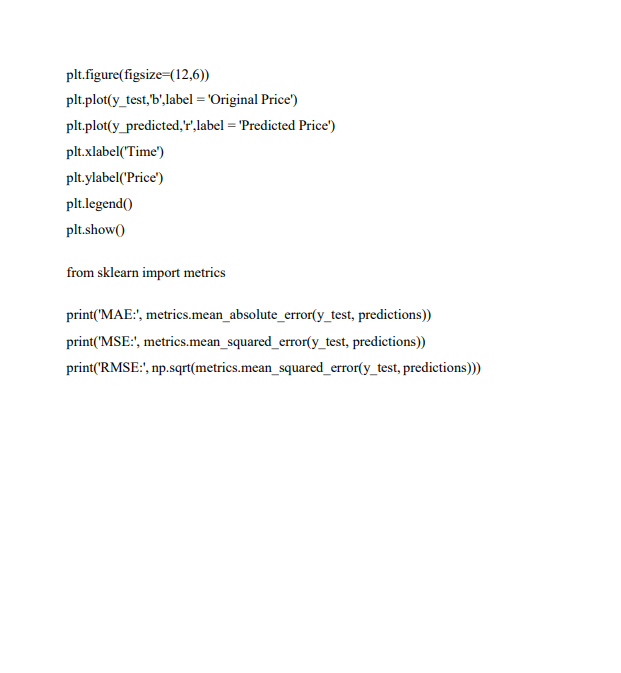 plt.figure(figsize=(12,6))
plt.plot(y_test,'b',label = 'Original Price')
plt.plot(y_predicted,'r',label = 'Predicted Price')
plt.xlabel('Time')
plt.ylabel('Price')
plt.legend()
plt.show()
from sklearn import metrics
print('MAE:', metrics.mean_absolute_error(y_test, predictions))
print('MSE:', metrics.mean_squared_error(y_test, predictions))
print('RMSE:', np.sqrt(metrics.mean_squared_error(y_test, predictions)))